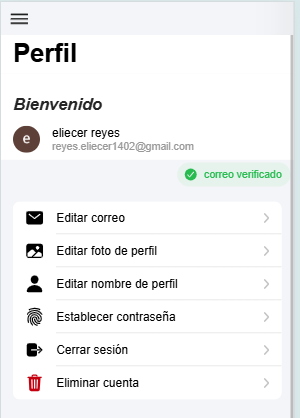 Perfil
Bienvenido
e
eliecer reyes
reyes.eliecer1402@gmail.com
correo verificado
Editar correo
Editar foto de perfil
Editar nombre de perfil
Establecer contraseña
Cerrar sesión
Eliminar cuenta